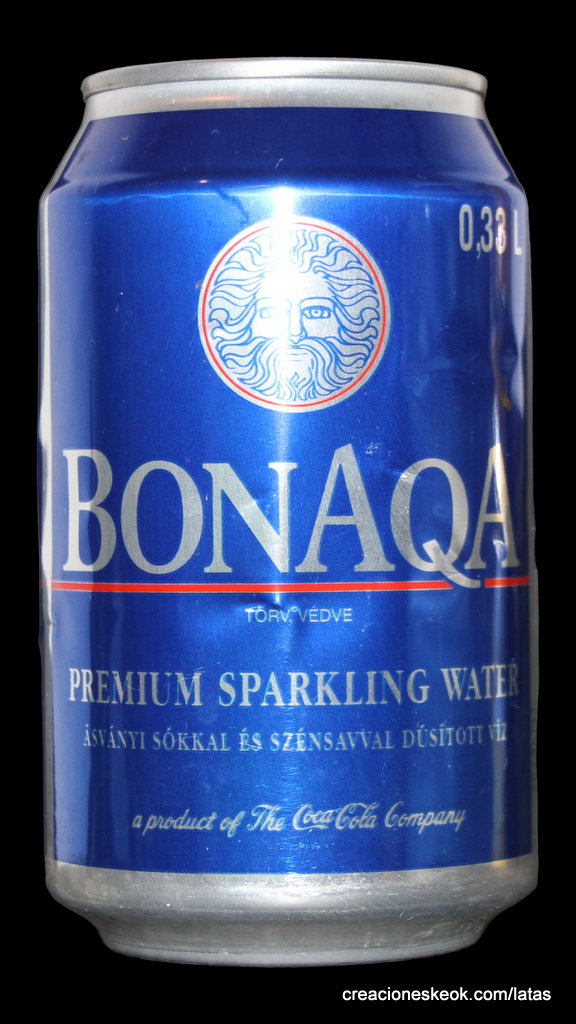 0,33 L
BONAQA
TÖRV. VÉDVE
PREMIUM SPARKLING WATER
ÁSVÁNYI SÓKKAL ÉS SZÉNSAVVAL DÚSÍTOTT VÍZ
a product of The Coca-Cola Company
creacioneskeok.com/latas